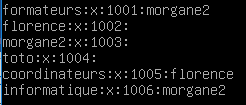 formateurs:x:1001:morgane2
florence:x:1002:
morgane2:x:1003:
toto:x:1004:
coordinateurs:x:1005:florence
informatique:x:1006:morgane2